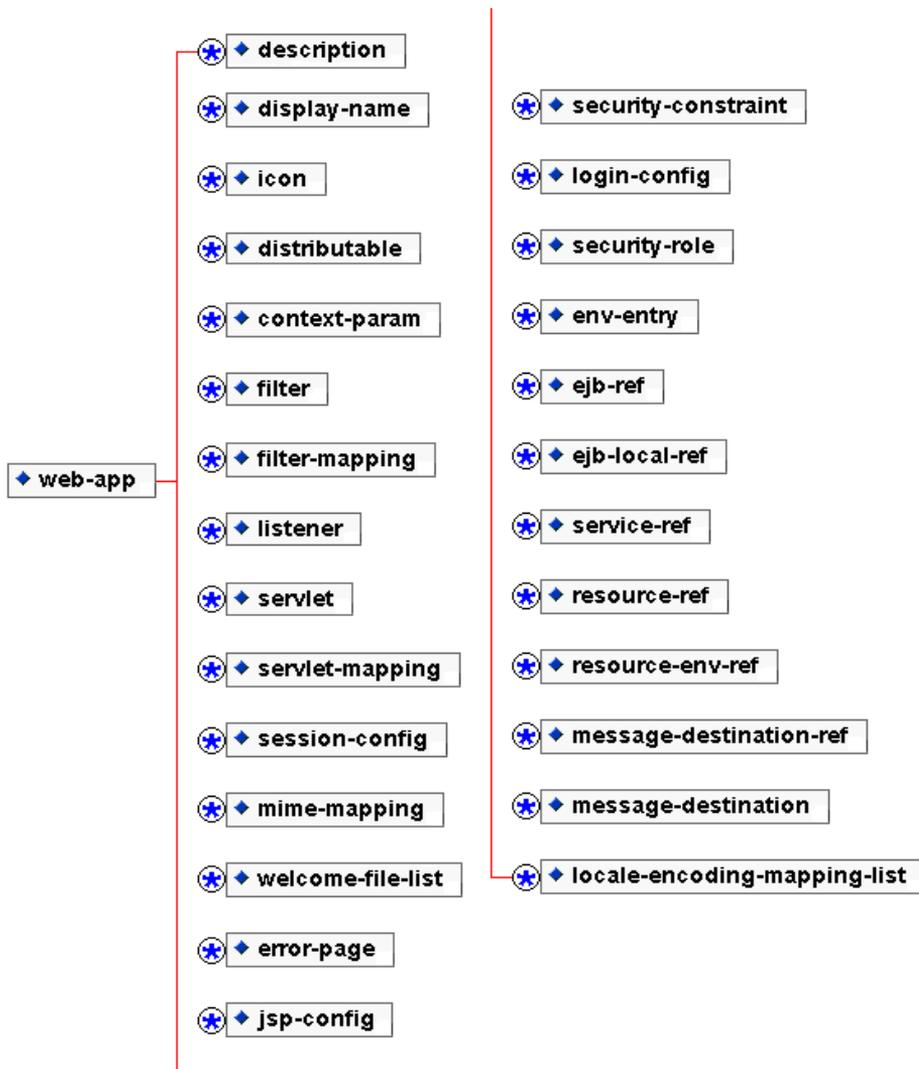 web-app
description
display-name
icon
distributable
context-param
filter
filter-mapping
listener
servlet
servlet-mapping
session-config
mime-mapping
welcome-file-list
error-page
jsp-config
security-constraint
login-config
security-role
env-entry
ejb-ref
ejb-local-ref
service-ref
resource-ref
resource-env-ref
message-destination-ref
message-destination
locale-encoding-mapping-list